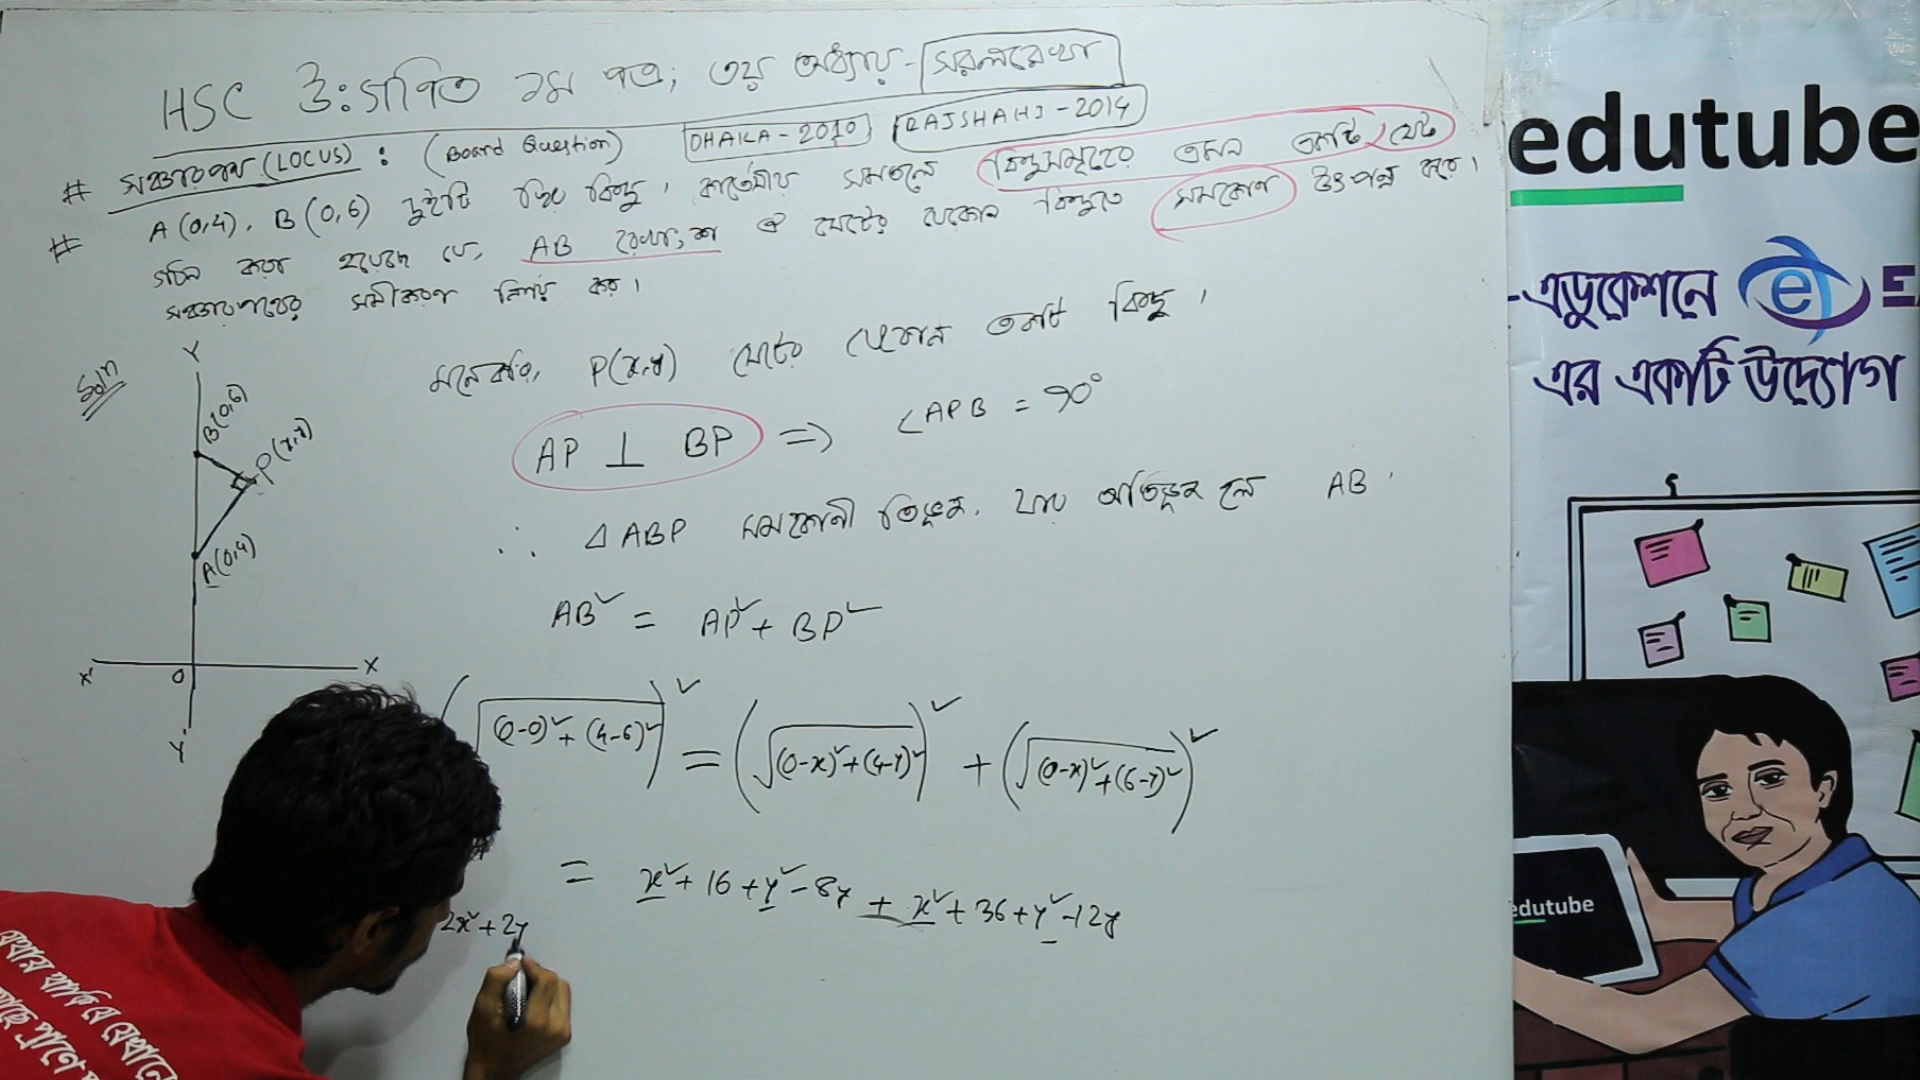 HSC উঃগণিত ১ম পত্র; ৩য় অধ্যায় - সরলরেখা
# সঞ্চারপথ (LOCUS) : (Board Question) DHAKA - 2010 RAJSHAHI - 2014
# A(0,4), B(0,6) দুইটি স্থির বিন্দু। কার্তেসীয় সমতলে বিন্দুসমূহের এমন একটি সেট
গঠন করা হয়েছে যে, AB রেখাংশ ঐ সেটের যেকোন বিন্দুতে সমকোণ উৎপন্ন করে।
সঞ্চারপথের সমীকরণ নির্ণয় কর।
Soln
মনেকরি, P(x,y) সেটের যেকোন একটি বিন্দু।
AP ⊥ BP ⇒ ∠APB = 90°
∴ △ABP সমকোণী ত্রিভুজ, যার অতিভুজ হলো AB.
AB² = AP² + BP²
(√(0-0)² + (4-6)²)² = (√(0-x)² + (4-y)²)² + (√(0-x)² + (6-y)²)²
= x² + 16 + y² - 8y + x² + 36 + y² - 12y
2x² + 2y
Y
B(0,6)
P(x,y)
A(0,4)
X' O X
Y'
edutube
-এডুকেশনে e E
এর একটি উদ্যোগ
edutube